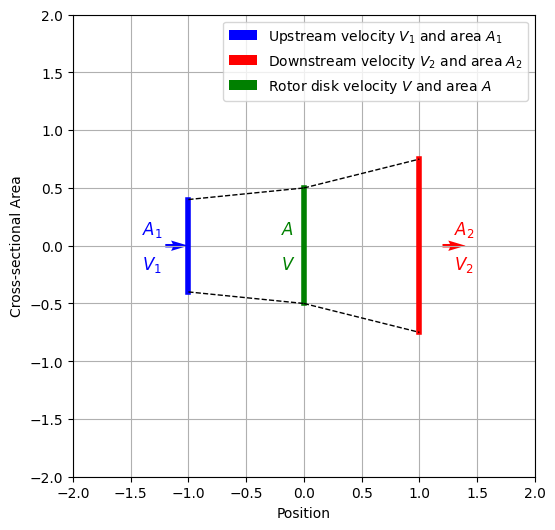 Upstream velocity V₁ and area A₁
Downstream velocity V₂ and area A₂
Rotor disk velocity V and area A
2.0
1.5
1.0
0.5
0.0
−0.5
−1.0
−1.5
−2.0
Cross-sectional Area
A₁
V₁
A
V
A₂
V₂
−2.0 −1.5 −1.0 −0.5 0.0 0.5 1.0 1.5 2.0
Position